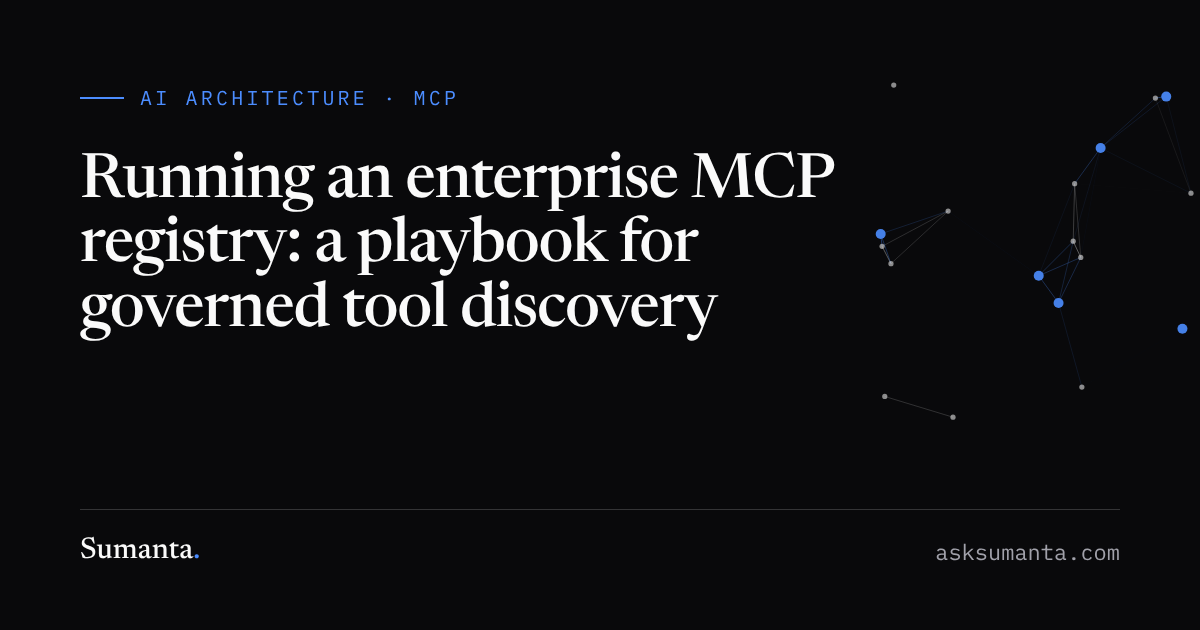 AI ARCHITECTURE · MCP
Running an enterprise MCP
registry: a playbook for
governed tool discovery
Sumanta.
asksumanta.com